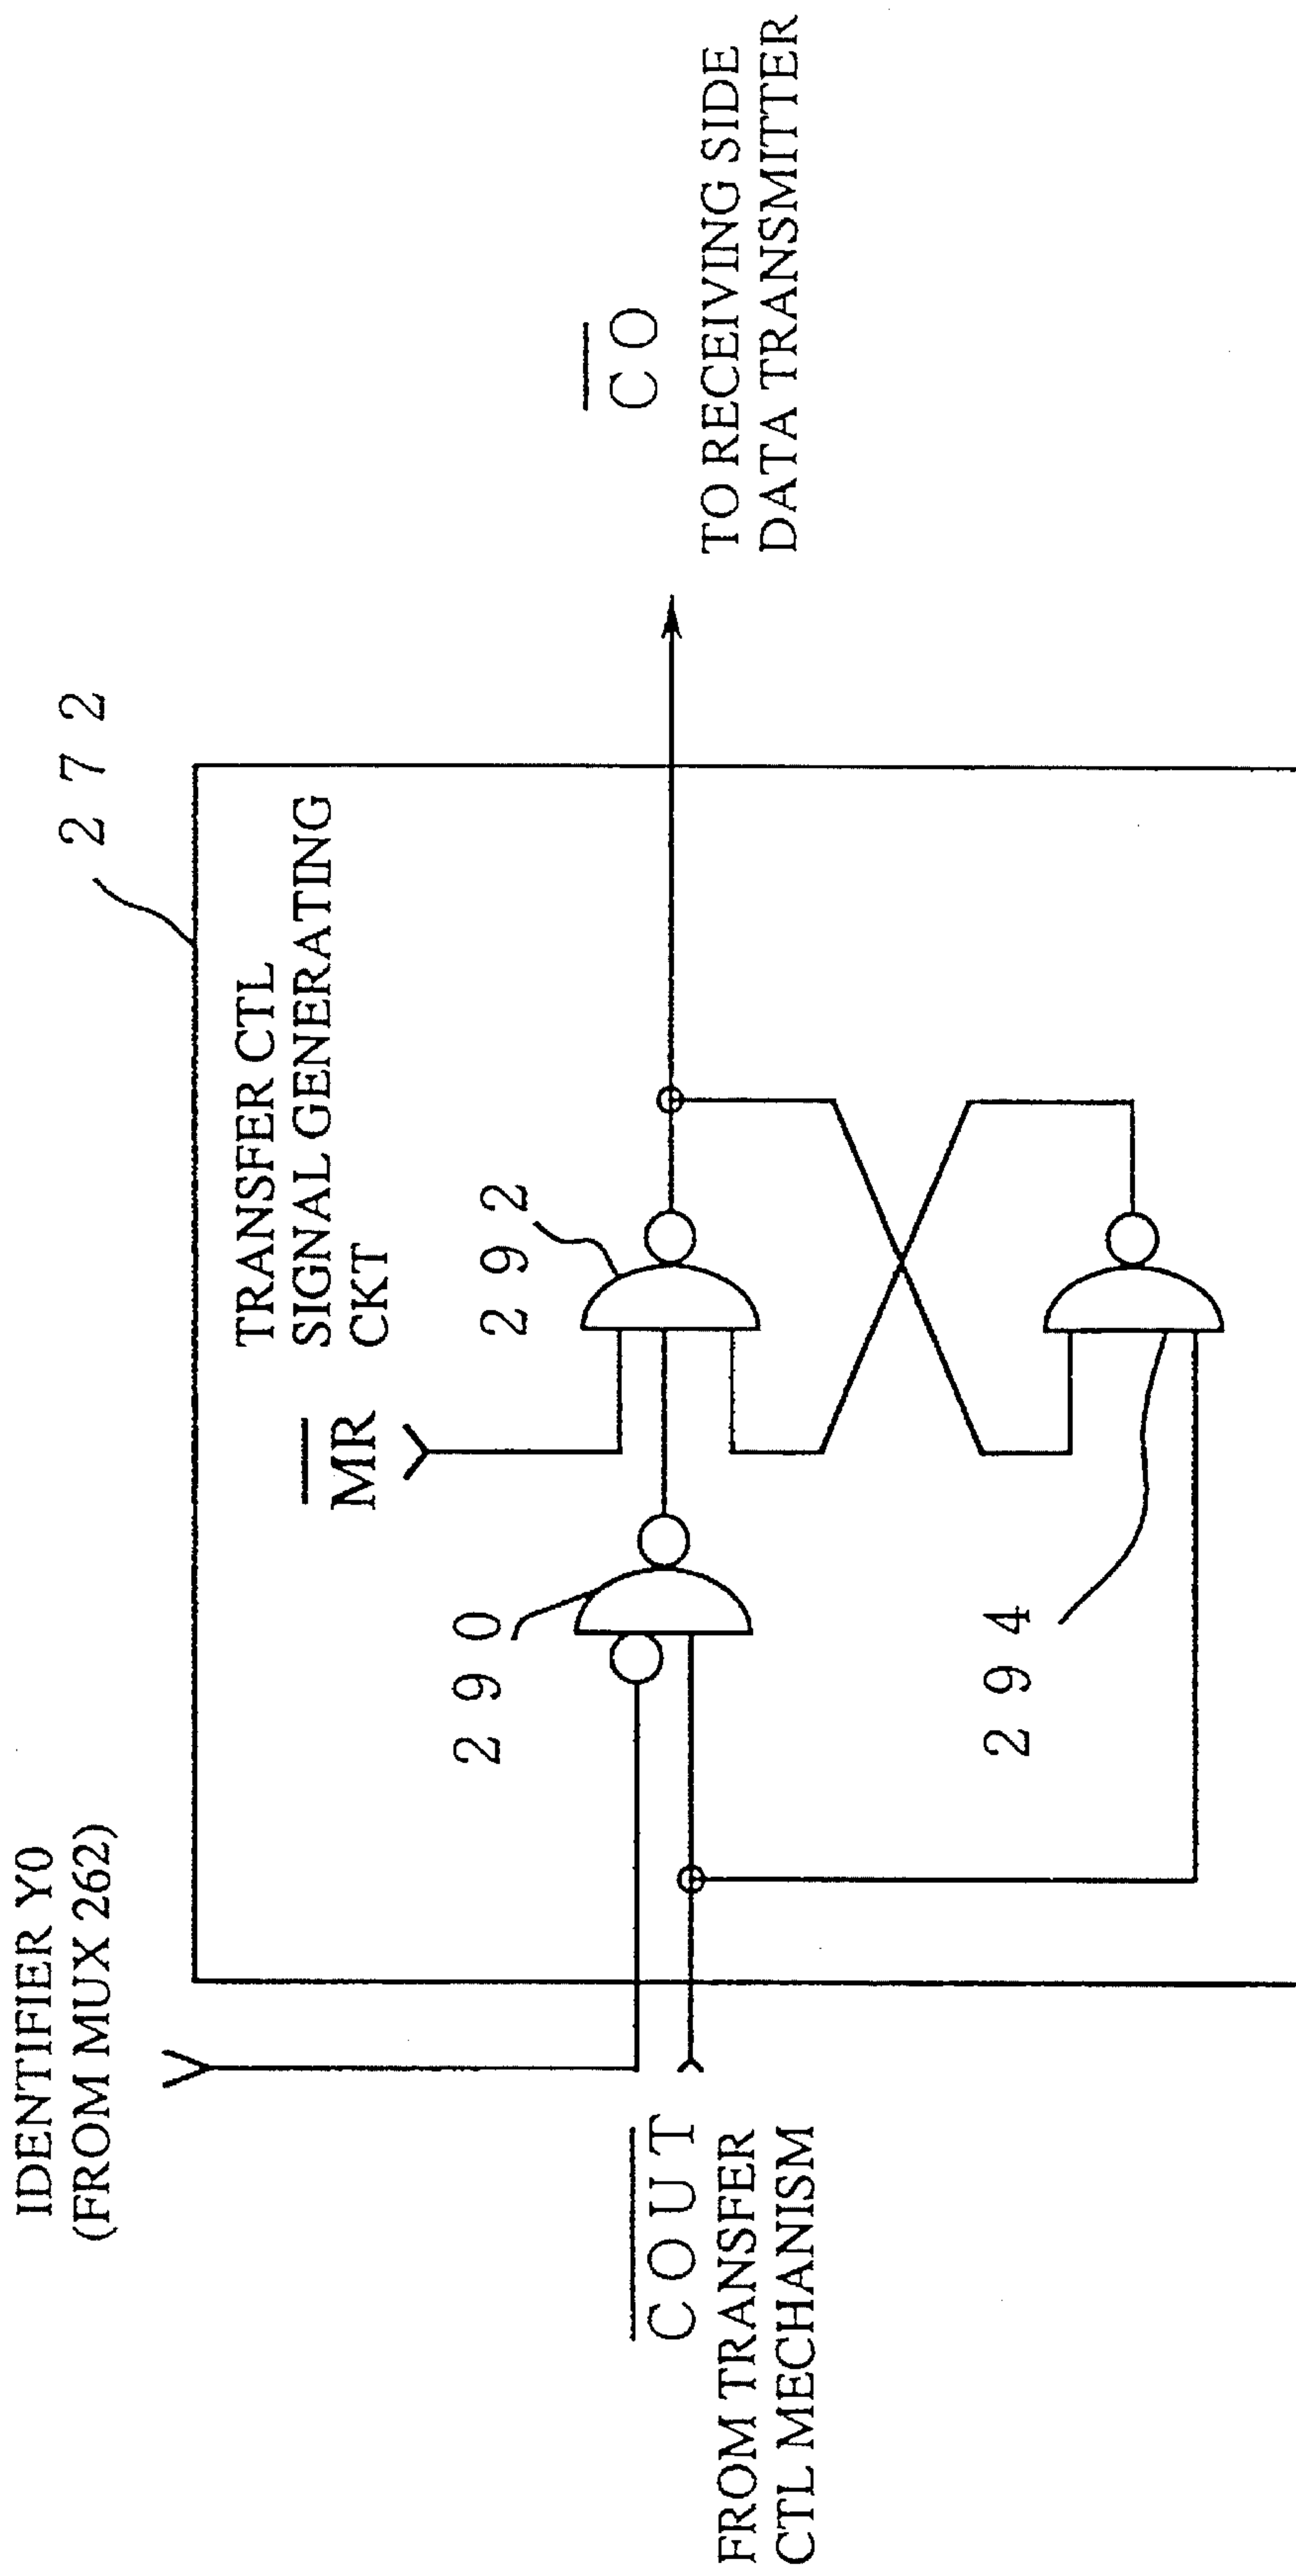 IDENTIFIER Y0
(FROM MUX 262)
272
TRANSFER CTL
SIGNAL GENERATING
CKT
MR
290
292
294
COUT
FROM TRANSFER
CTL MECHANISM
CO
TO RECEIVING SIDE
DATA TRANSMITTER